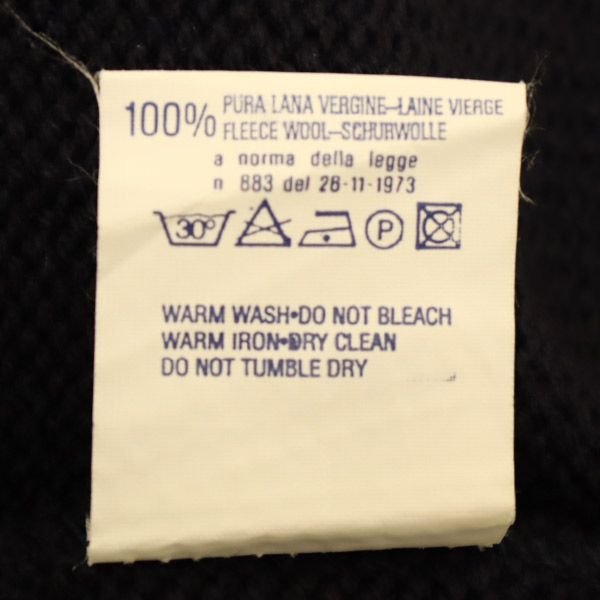 100% PURA LANA VERGINE–LAINE VIERGE
FLEECE WOOL–SCHURWOLLE
a norma della legge
n 883 del 26-11-1973
30° P
WARM WASH•DO NOT BLEACH
WARM IRON•DRY CLEAN
DO NOT TUMBLE DRY